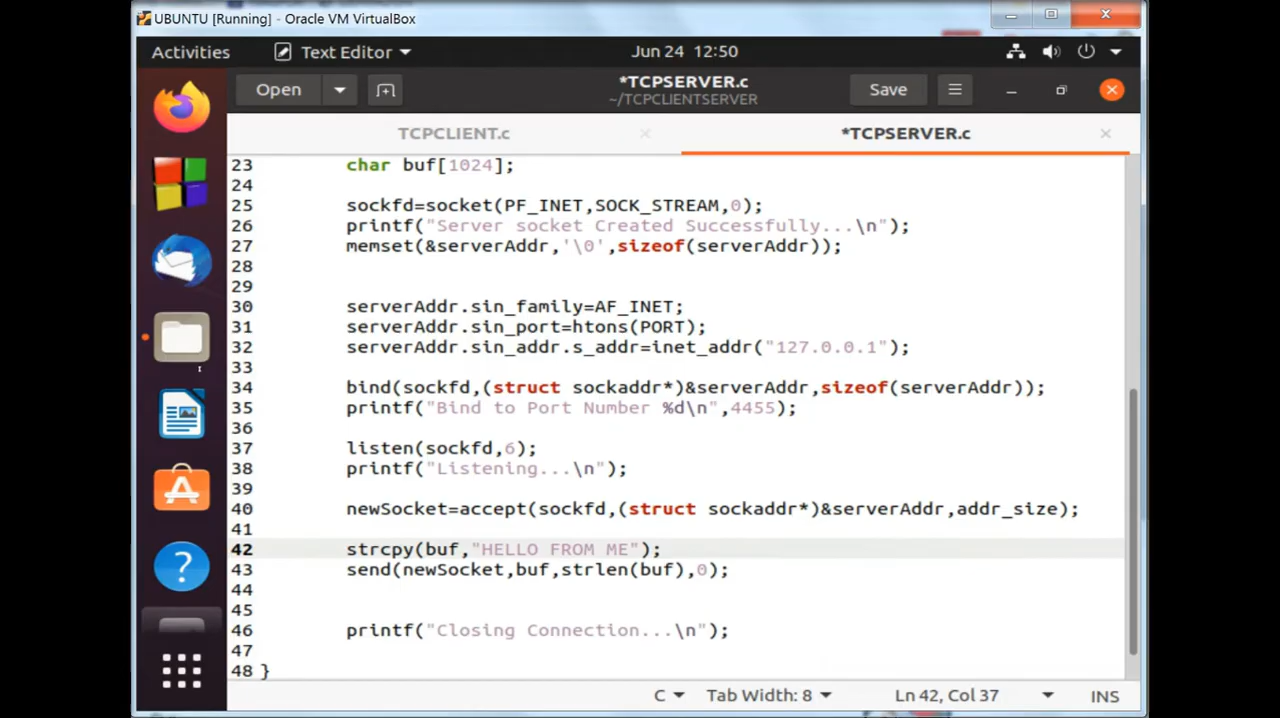 UBUNTU [Running] - Oracle VM VirtualBox
Activities Text Editor Jun 24 12:50
Open *TCPSERVER.c Save
~/TCPCLIENTSERVER
TCPCLIENT.c *TCPSERVER.c
23 char buf[1024];
24
25 sockfd=socket(PF_INET,SOCK_STREAM,0);
26 printf("Server socket Created Successfully...\n");
27 memset(&serverAddr,'\0',sizeof(serverAddr));
28
29
30 serverAddr.sin_family=AF_INET;
31 serverAddr.sin_port=htons(PORT);
32 serverAddr.sin_addr.s_addr=inet_addr("127.0.0.1");
33
34 bind(sockfd,(struct sockaddr*)&serverAddr,sizeof(serverAddr));
35 printf("Bind to Port Number %d\n",4455);
36
37 listen(sockfd,6);
38 printf("Listening...\n");
39
40 newSocket=accept(sockfd,(struct sockaddr*)&serverAddr,addr_size);
41
42 strcpy(buf,"HELLO FROM ME");
43 send(newSocket,buf,strlen(buf),0);
44
45
46 printf("Closing Connection...\n");
47
48 }
C Tab Width: 8 Ln 42, Col 37 INS